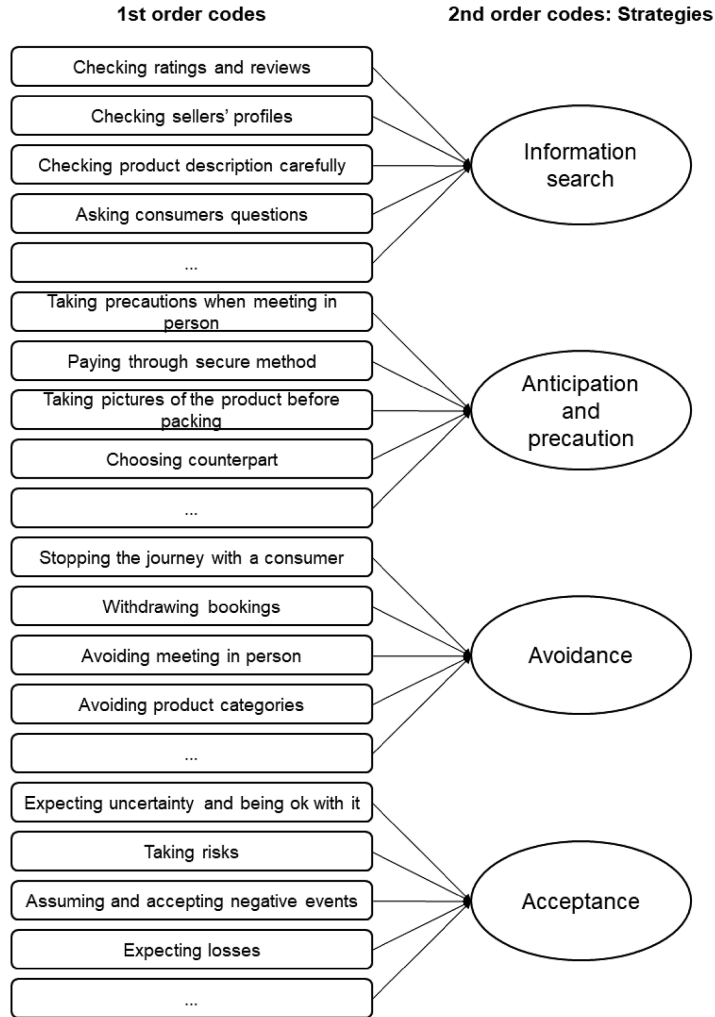 1st order codes
2nd order codes: Strategies
Checking ratings and reviews
Checking sellers' profiles
Checking product description carefully
Asking consumers questions
...
Information
search
Taking precautions when meeting in
person
Paying through secure method
Taking pictures of the product before
packing
Choosing counterpart
...
Anticipation
and
precaution
Stopping the journey with a consumer
Withdrawing bookings
Avoiding meeting in person
Avoiding product categories
...
Avoidance
Expecting uncertainty and being ok with it
Taking risks
Assuming and accepting negative events
Expecting losses
...
Acceptance